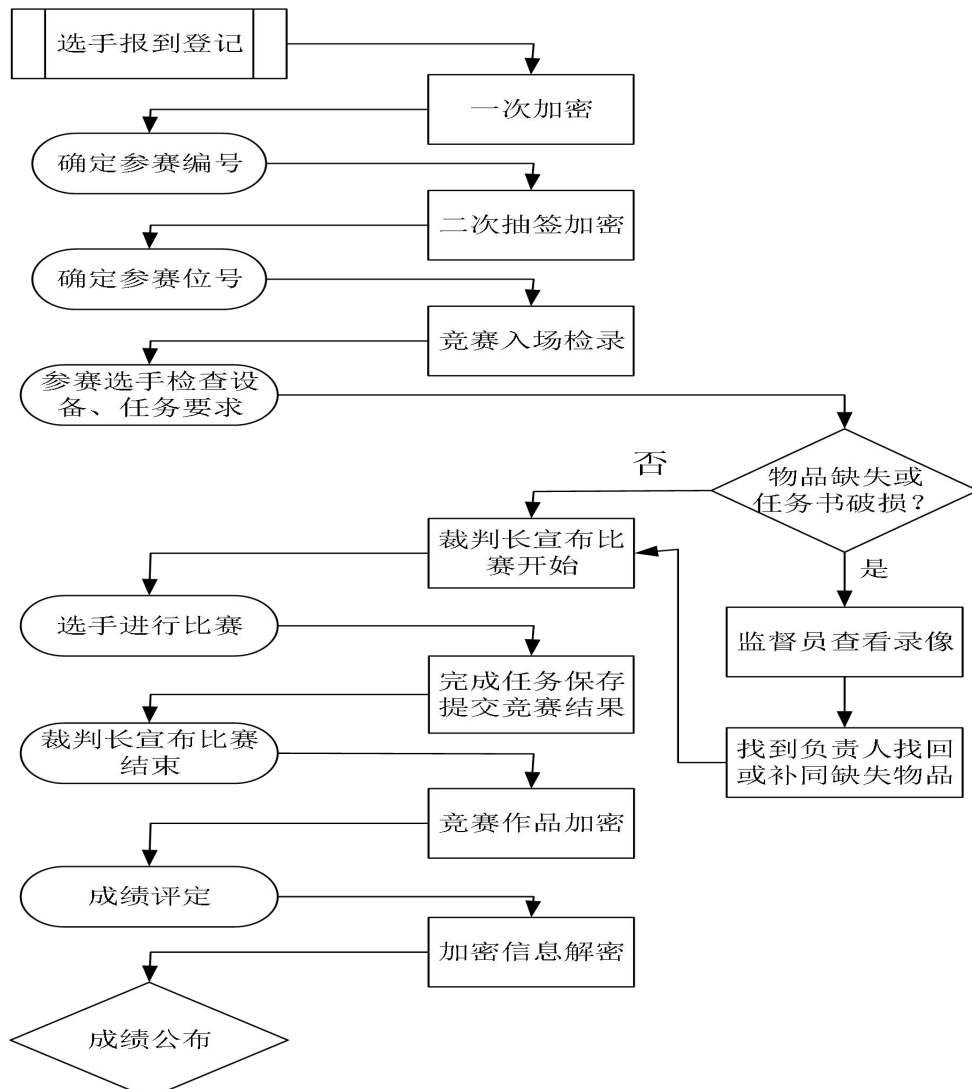 选手报到登记
一次加密
确定参赛编号
二次抽签加密
确定参赛位号
竞赛入场检录
参赛选手检查设
备、任务要求
物品缺失或
任务书破损？
否
裁判长宣布比
赛开始
是
选手进行比赛
监督员查看录像
完成任务保存
提交竞赛结果
裁判长宣布比赛
结束
找到负责人找回
或补同缺失物品
竞赛作品加密
成绩评定
加密信息解密
成绩公布